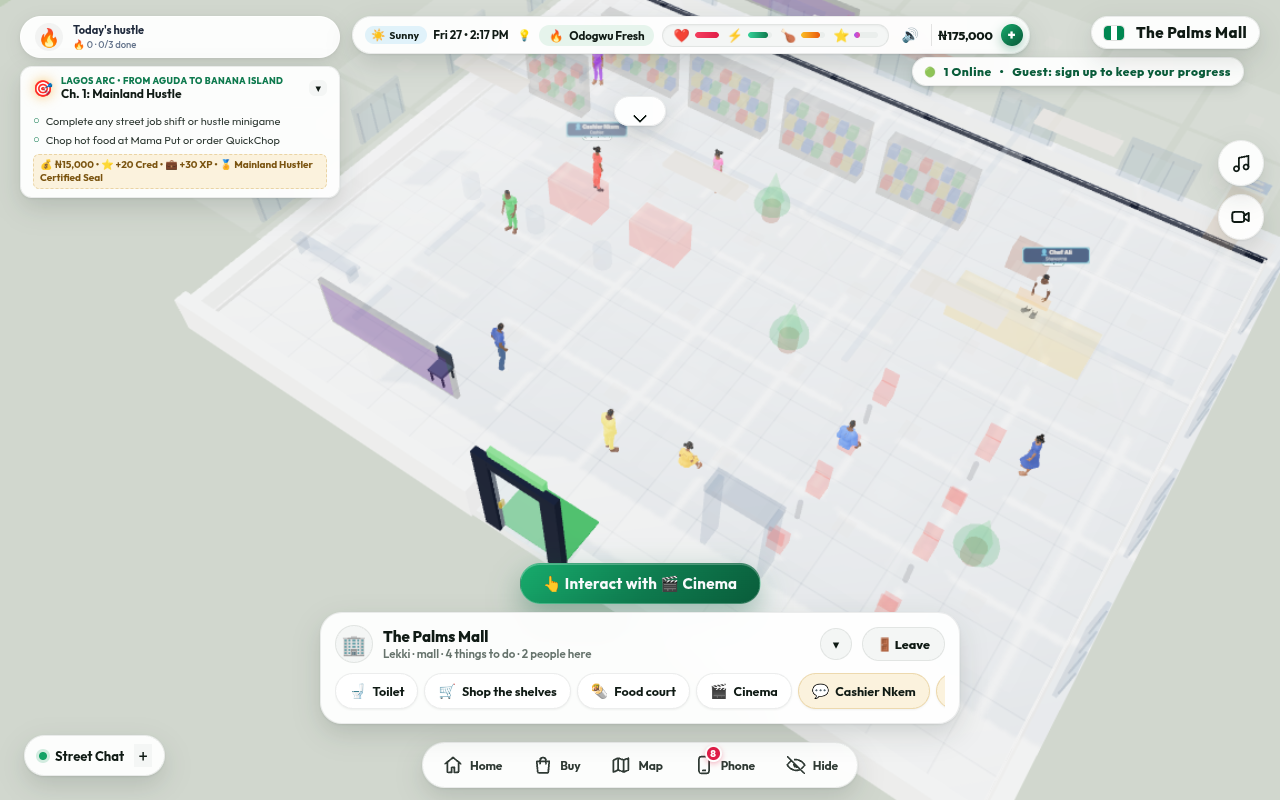 Today's hustle
0 · 0/3 done
LAGOS ARC • FROM AGUDA TO BANANA ISLAND
Ch. 1: Mainland Hustle
Complete any street job shift or hustle minigame
Chop hot food at Mama Put or order QuickChop
₦15,000 • +20 Cred • +30 XP • Mainland Hustler
Certified Seal
Sunny
Fri 27 • 2:17 PM
Odogwu Fresh
₦175,000
+
The Palms Mall
1 Online • Guest: sign up to keep your progress
Cashier Nkem
Chef Ali
Interact with Cinema
The Palms Mall
Lekki · mall · 4 things to do · 2 people here
Leave
Toilet
Shop the shelves
Food court
Cinema
Cashier Nkem
Street Chat +
Home
Buy
Map
8
Phone
Hide